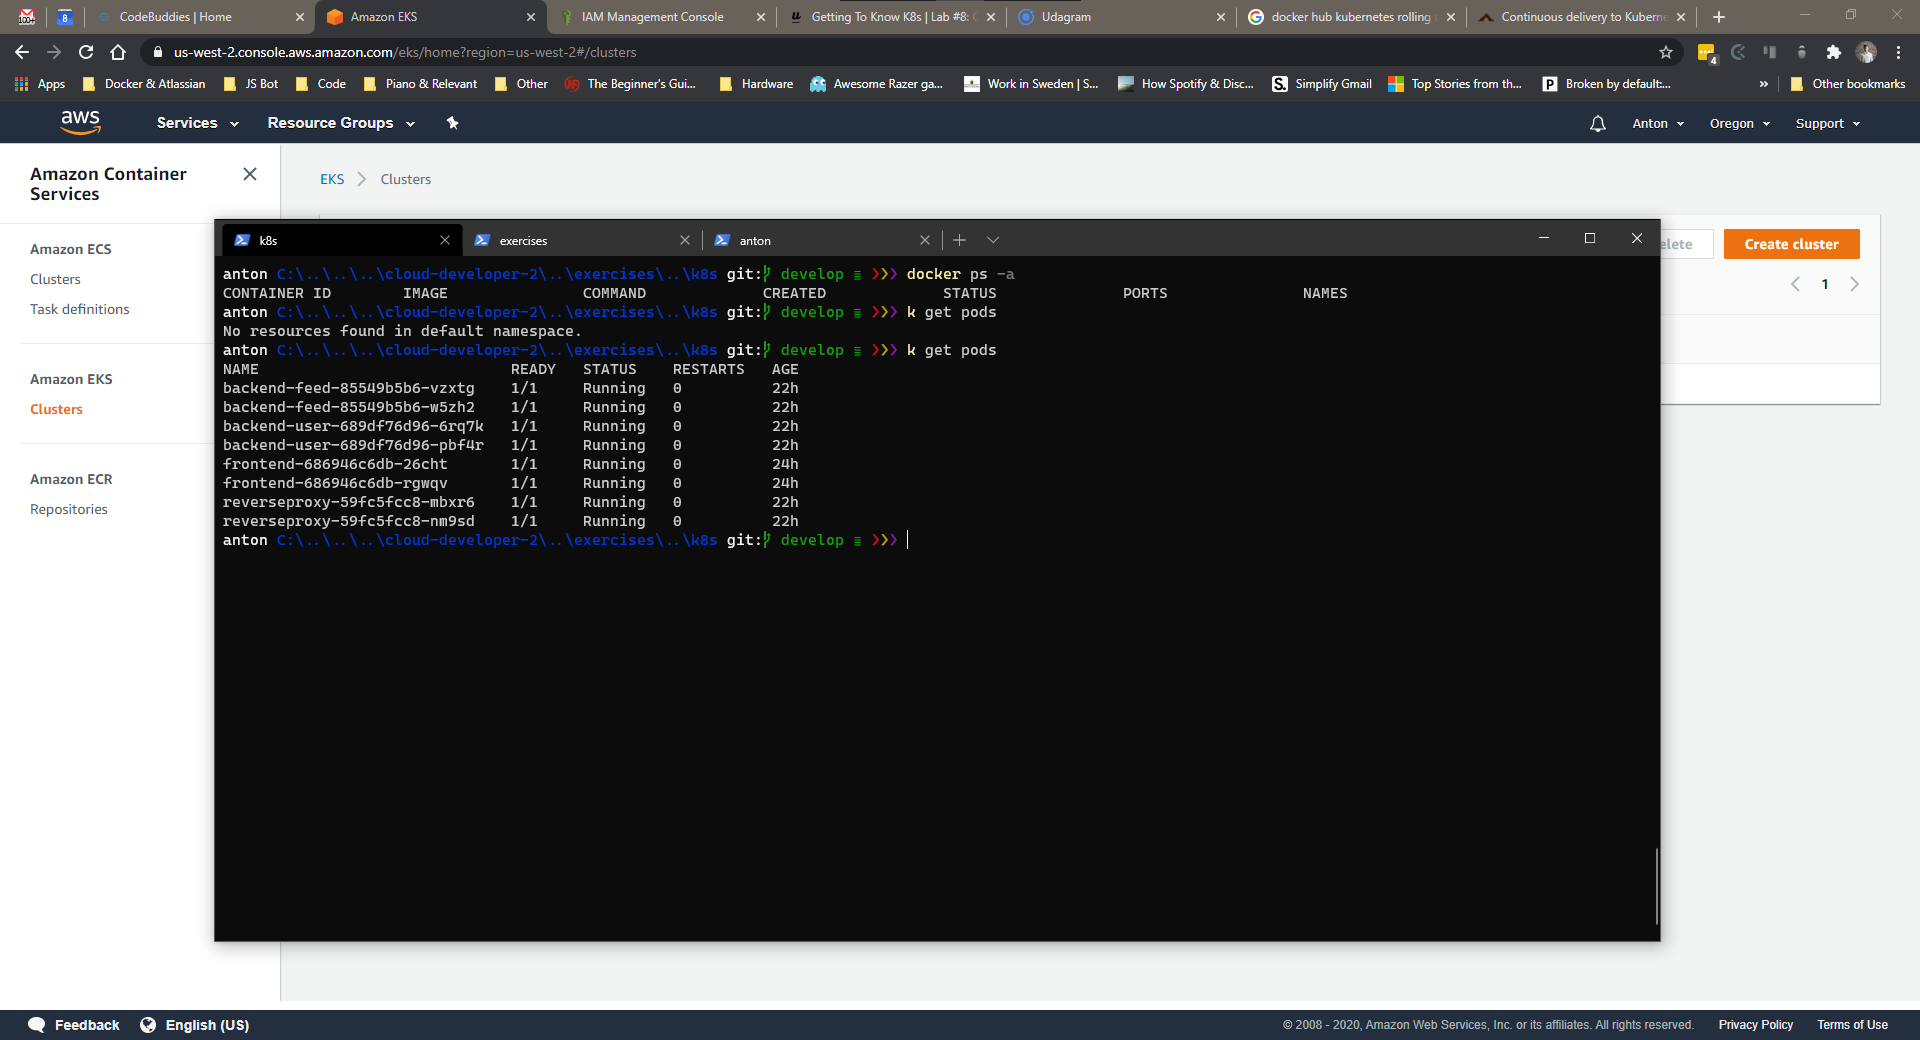 100+
8
CodeBuddies | Home
Amazon EKS
IAM Management Console
Getting To Know K8s | Lab #8:
Udagram
docker hub kubernetes rolling
Continuous delivery to Kuberne
us-west-2.console.aws.amazon.com/eks/home?region=us-west-2#/clusters
4
Apps
Docker & Atlassian
JS Bot
Code
Piano & Relevant
Other
The Beginner's Gui...
Hardware
Awesome Razer ga...
Work in Sweden | S...
How Spotify & Disc...
Simplify Gmail
Top Stories from th...
Broken by default:...
»
Other bookmarks
aws
Services
Resource Groups
Anton
Oregon
Support
Amazon Container
Services
Amazon ECS
Clusters
Task definitions
Amazon EKS
Clusters
Amazon ECR
Repositories
EKS
Clusters
elete
Create cluster
1
k8s
exercises
anton
anton C:\..\..\..\cloud-developer-2\..\exercises\..\k8s git: develop ≡ ❯❯❯ docker ps -a
CONTAINER ID IMAGE COMMAND CREATED STATUS PORTS NAMES
anton C:\..\..\..\cloud-developer-2\..\exercises\..\k8s git: develop ≡ ❯❯❯ k get pods
No resources found in default namespace.
anton C:\..\..\..\cloud-developer-2\..\exercises\..\k8s git: develop ≡ ❯❯❯ k get pods
NAME READY STATUS RESTARTS AGE
backend-feed-85549b5b6-vzxtg 1/1 Running 0 22h
backend-feed-85549b5b6-w5zh2 1/1 Running 0 22h
backend-user-689df76d96-6rq7k 1/1 Running 0 22h
backend-user-689df76d96-pbf4r 1/1 Running 0 22h
frontend-686946c6db-26cht 1/1 Running 0 24h
frontend-686946c6db-rgwqv 1/1 Running 0 24h
reverseproxy-59fc5fcc8-mbxr6 1/1 Running 0 22h
reverseproxy-59fc5fcc8-nm9sd 1/1 Running 0 22h
anton C:\..\..\..\cloud-developer-2\..\exercises\..\k8s git: develop ≡ ❯❯❯
Feedback
English (US)
© 2008 - 2020, Amazon Web Services, Inc. or its affiliates. All rights reserved.
Privacy Policy
Terms of Use